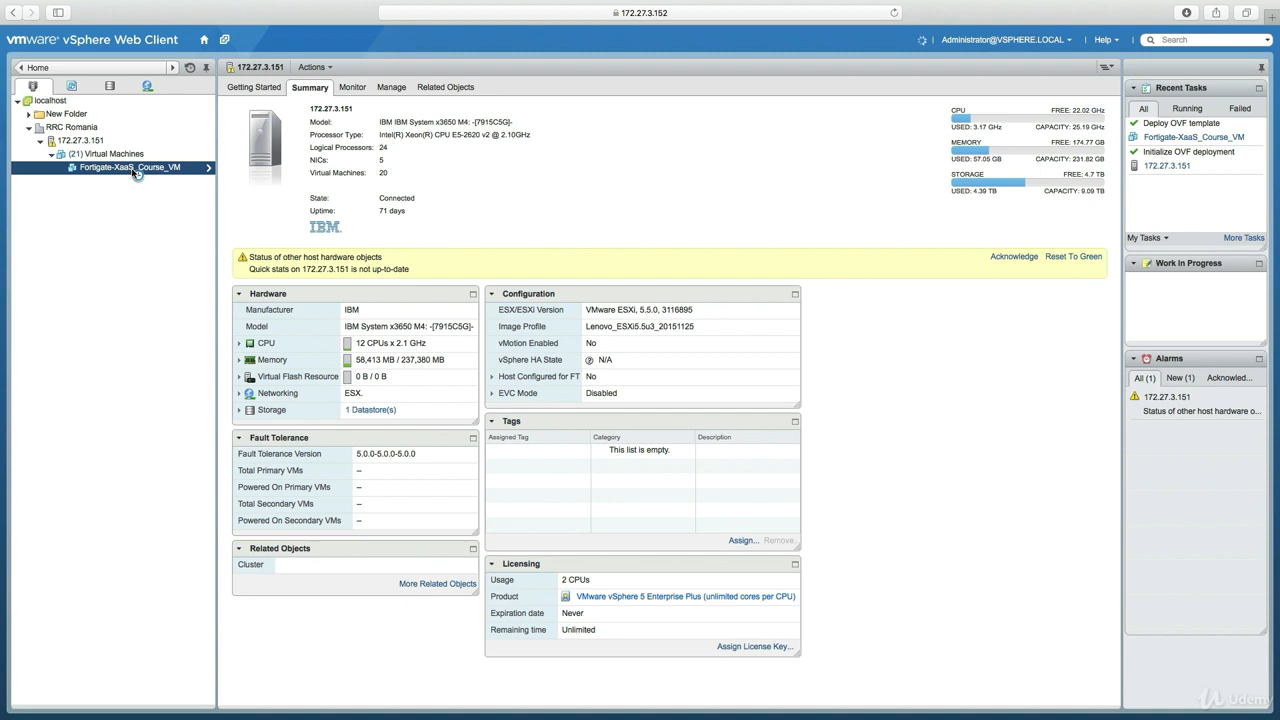 172.27.3.152
vmware® vSphere Web Client
Administrator@VSPHERE.LOCAL
Help
Search
Home
localhost
New Folder
RRC Romania
172.27.3.151
(21) Virtual Machines
Fortigate-XaaS_Course_VM
172.27.3.151
Actions
Getting Started
Summary
Monitor
Manage
Related Objects
172.27.3.151
Model: IBM IBM System x3650 M4: -[7915C5G]-
Processor Type: Intel(R) Xeon(R) CPU E5-2620 v2 @ 2.10GHz
Logical Processors: 24
NICs: 5
Virtual Machines: 20
State: Connected
Uptime: 71 days
IBM.
CPU FREE: 22.02 GHz
USED: 3.17 GHz CAPACITY: 25.19 GHz
MEMORY FREE: 174.77 GB
USED: 57.05 GB CAPACITY: 231.82 GB
STORAGE FREE: 4.7 TB
USED: 4.39 TB CAPACITY: 9.09 TB
Status of other host hardware objects
Quick stats on 172.27.3.151 is not up-to-date
Acknowledge Reset To Green
Hardware
Manufacturer IBM
Model IBM System x3650 M4: -[7915C5G]-
CPU 12 CPUs x 2.1 GHz
Memory 58,413 MB / 237,380 MB
Virtual Flash Resource 0 B / 0 B
Networking ESX.
Storage 1 Datastore(s)
Fault Tolerance
Fault Tolerance Version 5.0.0-5.0.0-5.0.0
Total Primary VMs --
Powered On Primary VMs --
Total Secondary VMs --
Powered On Secondary VMs --
Related Objects
Cluster
More Related Objects
Configuration
ESX/ESXi Version VMware ESXi, 5.5.0, 3116895
Image Profile Lenovo_ESXi5.5u3_20151125
vMotion Enabled No
vSphere HA State N/A
Host Configured for FT No
EVC Mode Disabled
Tags
Assigned Tag Category Description
This list is empty.
Assign... Remove...
Licensing
Usage 2 CPUs
Product VMware vSphere 5 Enterprise Plus (unlimited cores per CPU)
Expiration date Never
Remaining time Unlimited
Assign License Key...
Recent Tasks
All Running Failed
Deploy OVF template
Fortigate-XaaS_Course_VM
Initialize OVF deployment
172.27.3.151
My Tasks More Tasks
Work In Progress
Alarms
All (1) New (1) Acknowled...
172.27.3.151
Status of other host hardware o...
Udemy